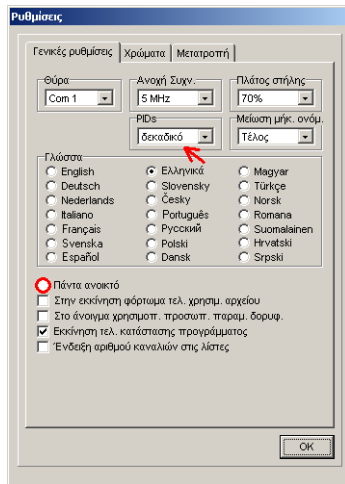 Ρυθμίσεις
Γενικές ρυθμίσεις Χρώματα Μετατροπή
Θύρα Ανοχή Συχν. Πλάτος στήλης
Com 1 5 MHz 70%
PIDs Μείωση μήκ. ονόμ.
δεκαδικό Τέλος
Γλώσσα
English Ελληνικά Magyar
Deutsch Slovensky Türkçe
Nederlands Česky Norsk
Italiano Português Romana
Français Русский Suomalainen
Svenska Polski Hrvatski
Español Dansk Srpski
Πάντα ανοικτό
Στην εκκίνηση φόρτωμα τελ. χρησιμ. αρχείου
Στο άνοιγμα χρησιμοπ. προσωπ. παραμ. δορυφ.
Εκκίνηση τελ. κατάστασης προγράμματος
Ένδειξη αριθμού καναλιών στις λίστες
OK